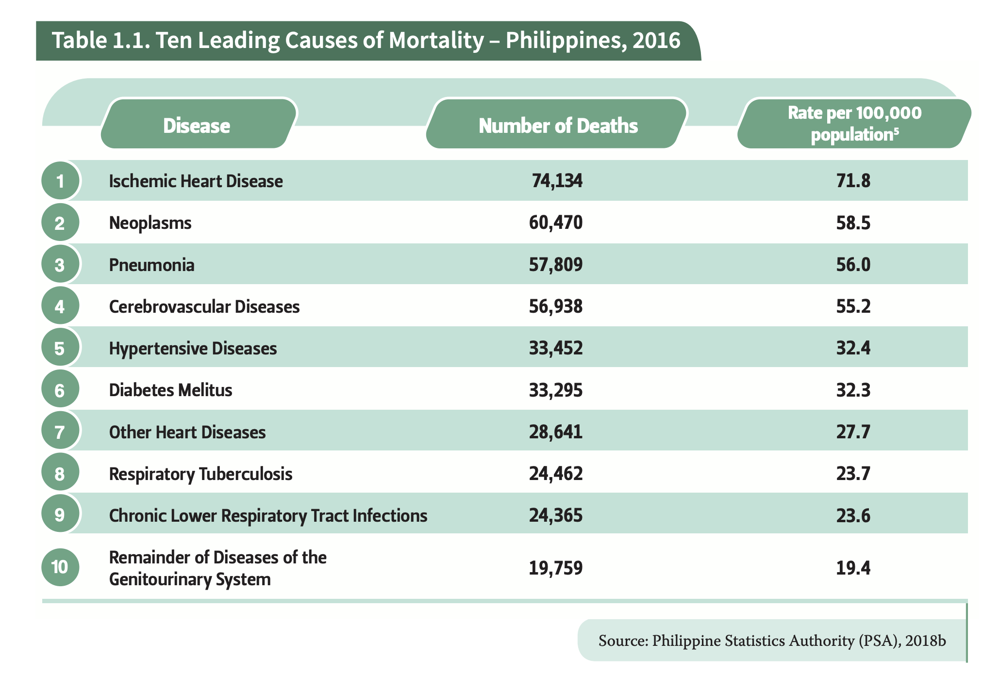 Table 1.1. Ten Leading Causes of Mortality – Philippines, 2016
Disease Number of Deaths Rate per 100,000
population⁵
1 Ischemic Heart Disease 74,134 71.8
2 Neoplasms 60,470 58.5
3 Pneumonia 57,809 56.0
4 Cerebrovascular Diseases 56,938 55.2
5 Hypertensive Diseases 33,452 32.4
6 Diabetes Melitus 33,295 32.3
7 Other Heart Diseases 28,641 27.7
8 Respiratory Tuberculosis 24,462 23.7
9 Chronic Lower Respiratory Tract Infections 24,365 23.6
10 Remainder of Diseases of the
Genitourinary System 19,759 19.4
Source: Philippine Statistics Authority (PSA), 2018b